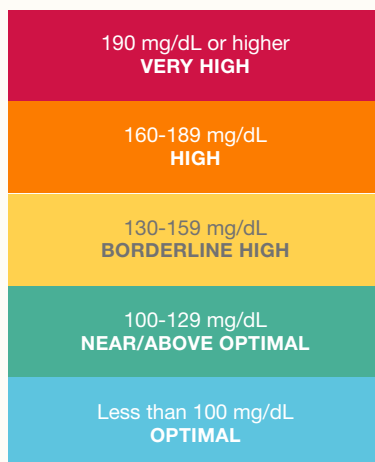 190 mg/dL or higher
VERY HIGH
160-189 mg/dL
HIGH
130-159 mg/dL
BORDERLINE HIGH
100-129 mg/dL
NEAR/ABOVE OPTIMAL
Less than 100 mg/dL
OPTIMAL